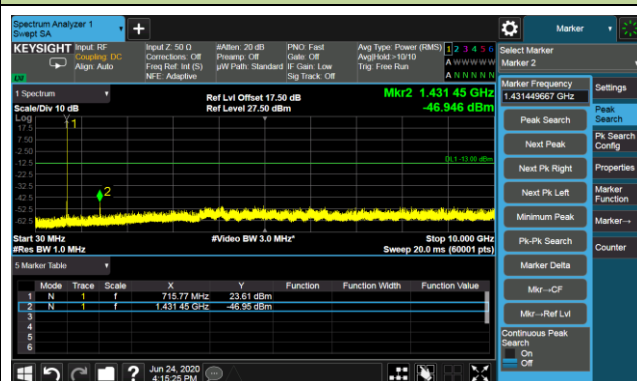 Spectrum Analyzer 1
Swept SA
+
Marker
KEYSIGHT
Input: RF
Coupling: DC
Align: Auto
Input Z: 50 Ω
Corrections: Off
Freq Ref: Int (S)
NFE: Adaptive
#Atten: 20 dB
Preamp: Off
µW Path: Standard
PNO: Fast
Gate: Off
IF Gain: Low
Sig Track: Off
Avg Type: Power (RMS)
Avg|Hold:>10/10
Trig: Free Run
1 2 3 4 5 6
A W W W W W
A N N N N N
LXI
Select Marker
Marker 2
Marker Frequency
1.431449667 GHz
Peak Search
Next Peak
Next Pk Right
Next Pk Left
Minimum Peak
Pk-Pk Search
Marker Delta
Mkr→CF
Mkr→Ref Lvl
Continuous Peak
Search
On
Off
Settings
Peak
Search
Pk Search
Config
Properties
Marker
Function
Marker→
Counter
1 Spectrum
Scale/Div 10 dB
Ref Lvl Offset 17.50 dB
Ref Level 27.50 dBm
Mkr2 1.431 45 GHz
-46.946 dBm
Log
17.5
7.50
-2.50
-12.5
-22.5
-32.5
-42.5
-52.5
-62.5
1
2
DL1 -13.00 dBm
Start 30 MHz
#Res BW 1.0 MHz
#Video BW 3.0 MHz*
Stop 10.000 GHz
Sweep 20.0 ms (60001 pts)
5 Marker Table
Mode Trace Scale X Y Function Function Width Function Value
1 N 1 f 715.77 MHz 23.61 dBm
2 N 1 f 1.431 45 GHz -46.95 dBm
3
4
5
6
?
Jun 24, 2020
4:15:25 PM